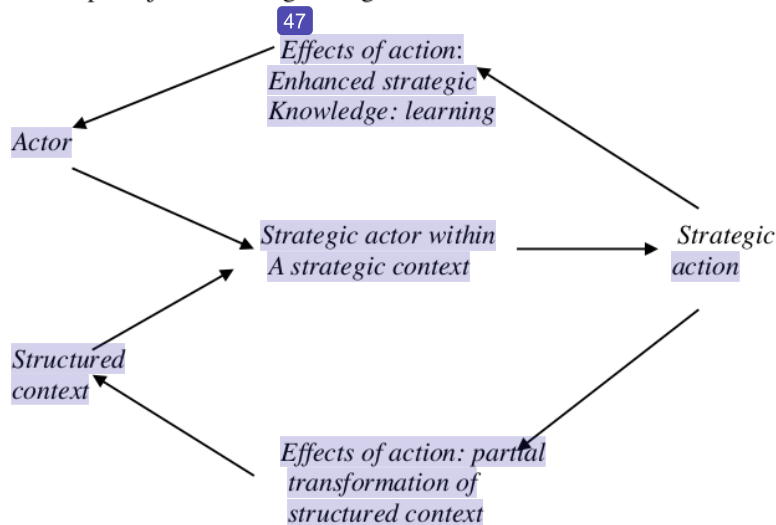 47
Effects of action:
Enhanced strategic
Knowledge: learning
Actor
Strategic actor within
A strategic context
Strategic
action
Structured
context
Effects of action: partial
transformation of
structured context